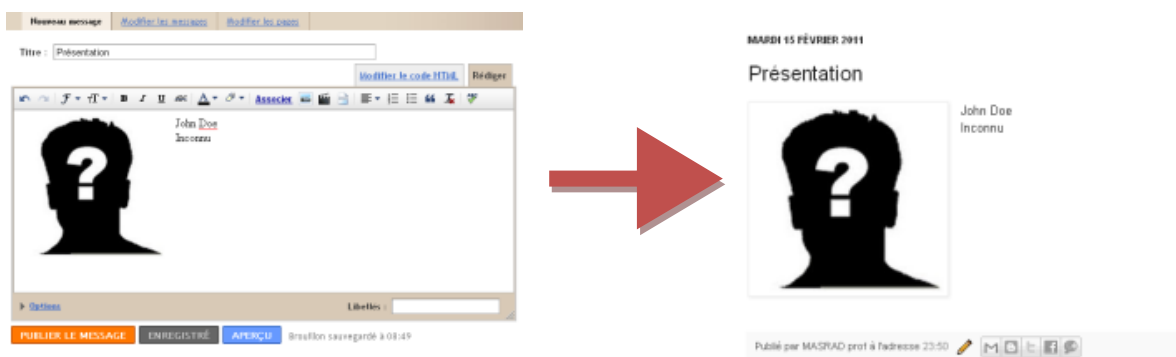 Nouveau message Modifier les messages Modifier les pages
Titre : Présentation
Modifier le code HTML Rédiger
Associer
John Doe
Inconnu
Options Libellés :
PUBLIER LE MESSAGE ENREGISTRÉ APERÇU Brouillon sauvegardé à 08:49
MARDI 15 FÉVRIER 2011
Présentation
John Doe
Inconnu
Publié par MASRAD prot à l'adresse 23:50